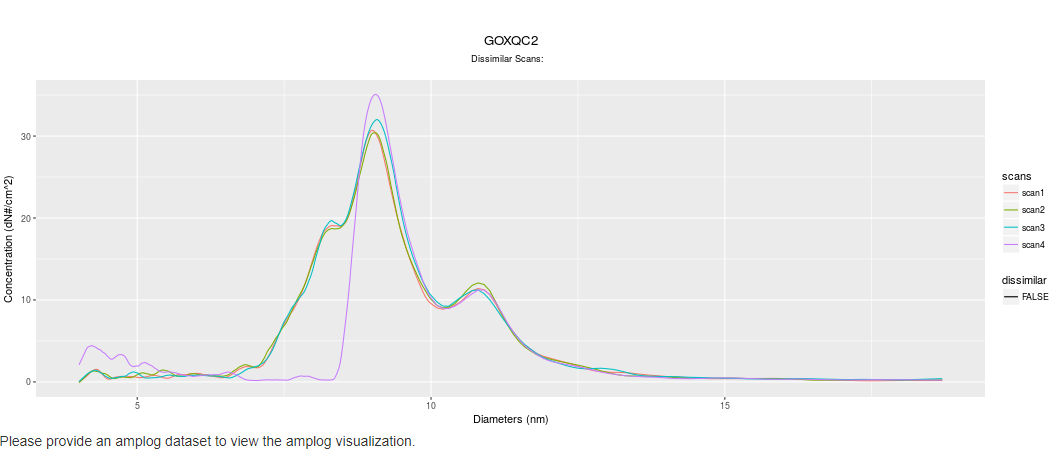 GOXQC2
Dissimilar Scans:
Concentration (dN#/cm^2)
30
20
10
0
5
10
15
Diameters (nm)
scans
scan1
scan2
scan3
scan4
dissimilar
FALSE
Please provide an amplog dataset to view the amplog visualization.